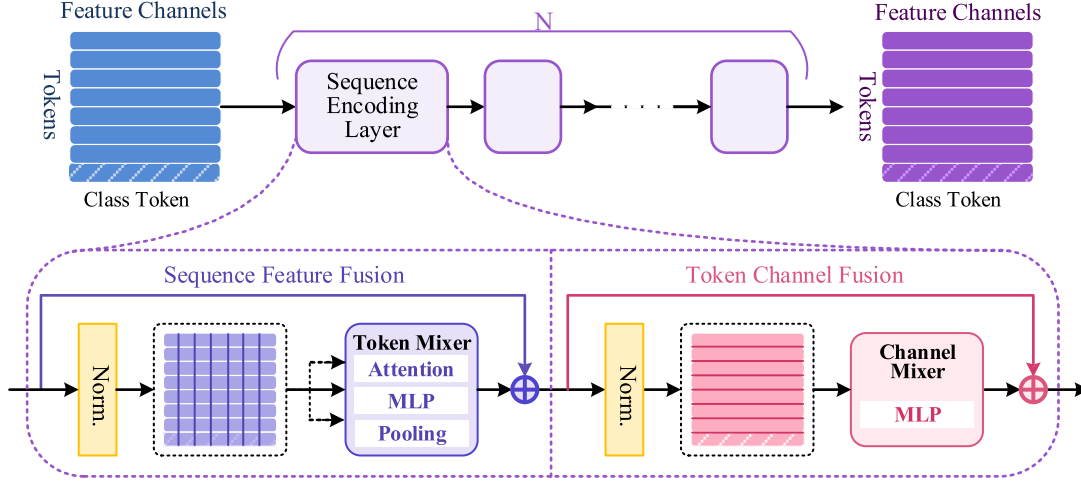 Feature Channels
N
Feature Channels
Tokens
Sequence
Encoding
Layer
. . . .
Tokens
Class Token
Class Token
Sequence Feature Fusion
Token Channel Fusion
Norm.
Token Mixer
Attention
MLP
Pooling
Norm.
Channel
Mixer
MLP